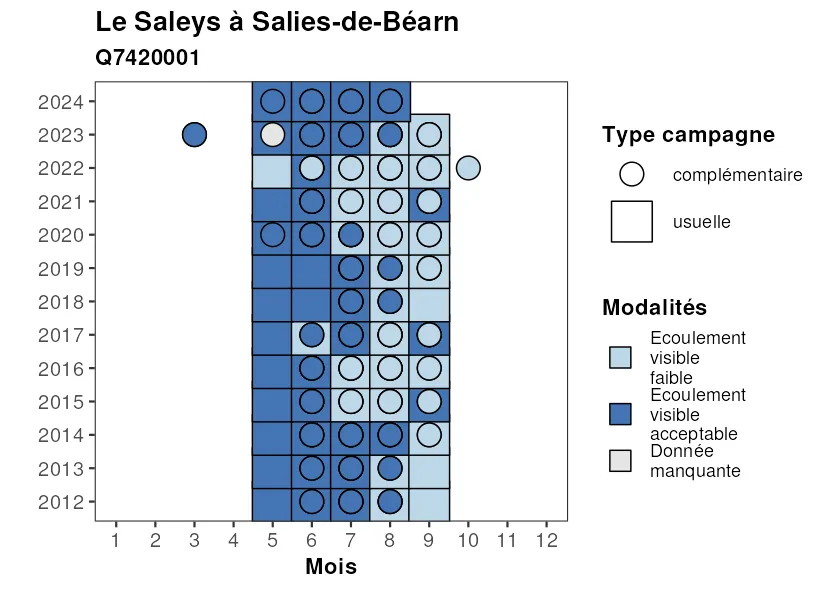 Le Saleys à Salies-de-Béarn
Q7420001
2024
2023
2022
2021
2020
2019
2018
2017
2016
2015
2014
2013
2012
1 2 3 4 5 6 7 8 9 10 11 12
Mois
Type campagne
complémentaire
usuelle
Modalités
Ecoulement
visible
faible
Ecoulement
visible
acceptable
Donnée
manquante